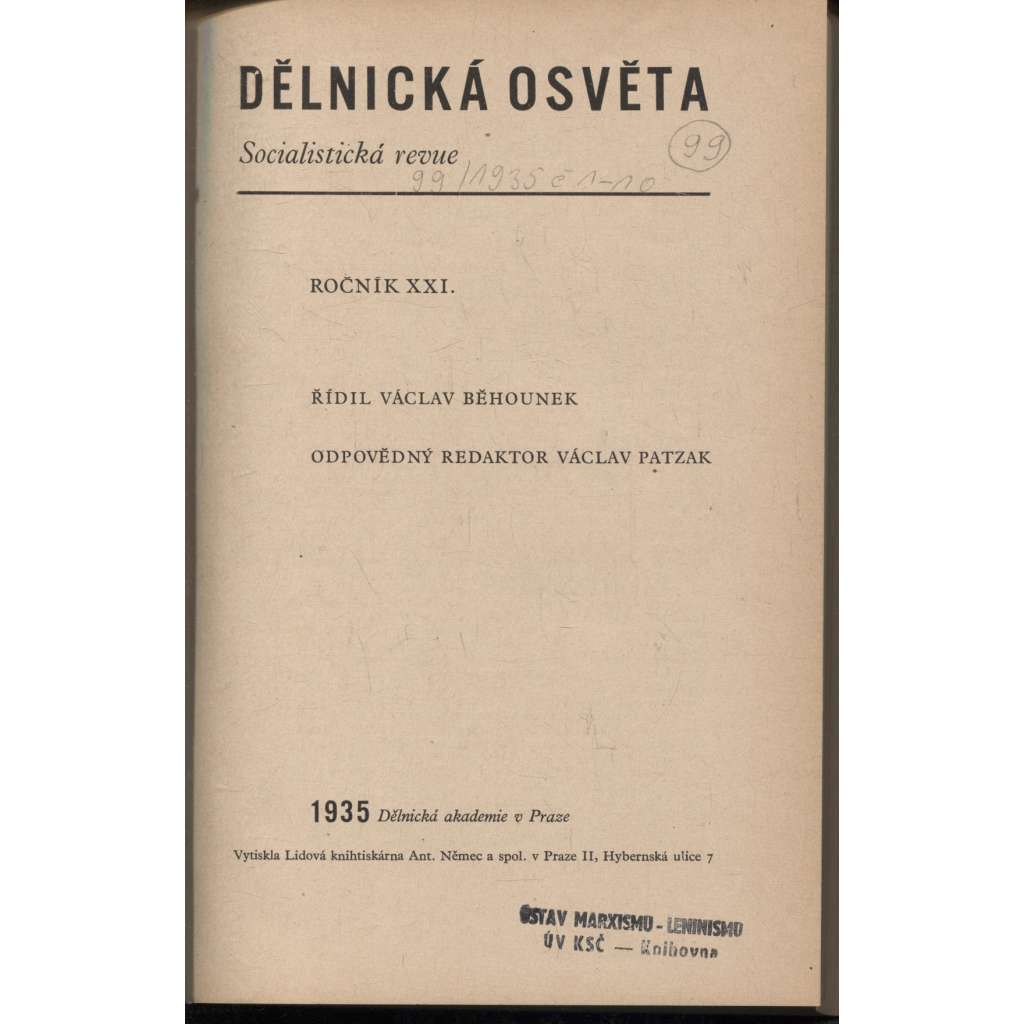 DĚLNICKÁ OSVĚTA
Socialistická revue
99
99/1935 č 1-10
ROČNÍK XXI.
ŘÍDIL VÁCLAV BĚHOUNEK
ODPOVĚDNÝ REDAKTOR VÁCLAV PATZAK
1935 Dělnická akademie v Praze
Vytiskla Lidová knihtiskárna Ant. Němec a spol. v Praze II, Hybernská ulice 7
ÚSTAV MARXISMU - LENINISMU
ÚV KSČ — Knihovna